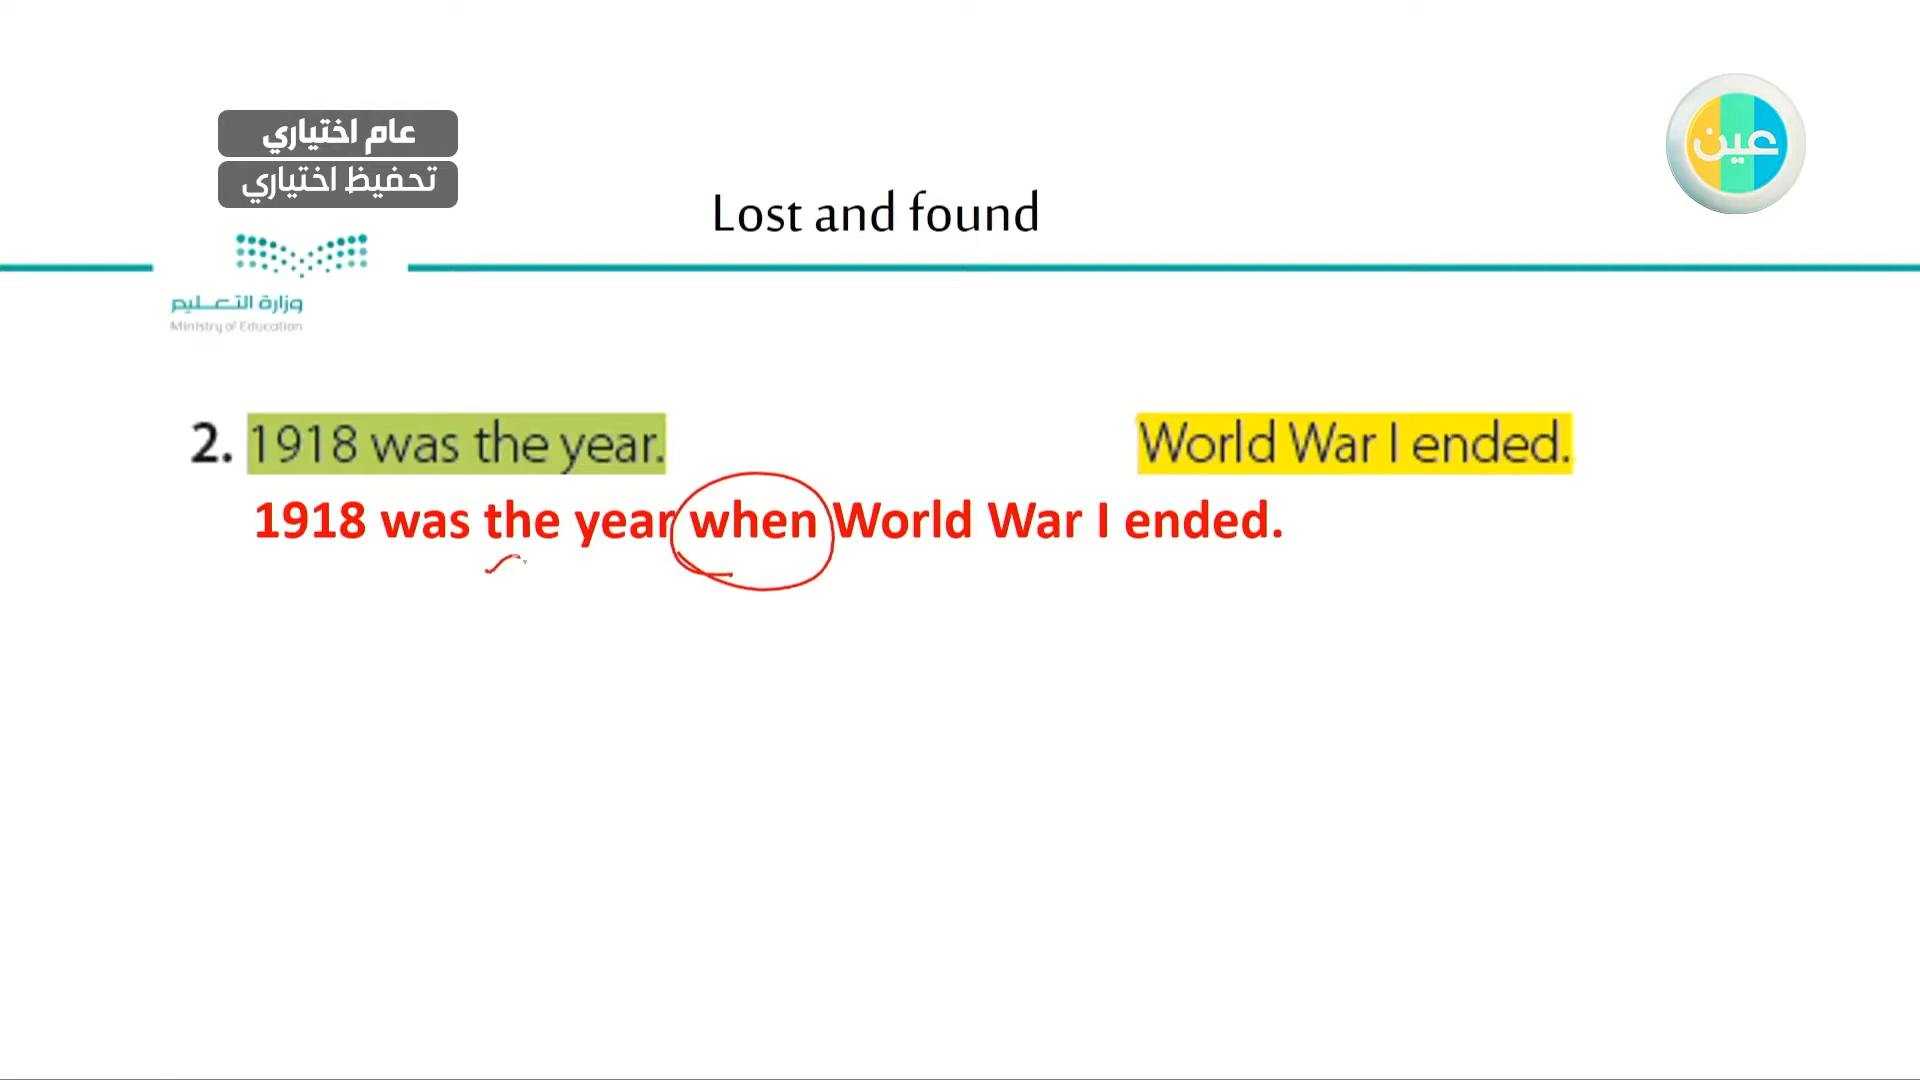 عام اختياري
تحفيظ اختياري
عين
Lost and found
وزارة التعليم
Ministry of Education
2. 1918 was the year. World War I ended.
1918 was the year when World War I ended.